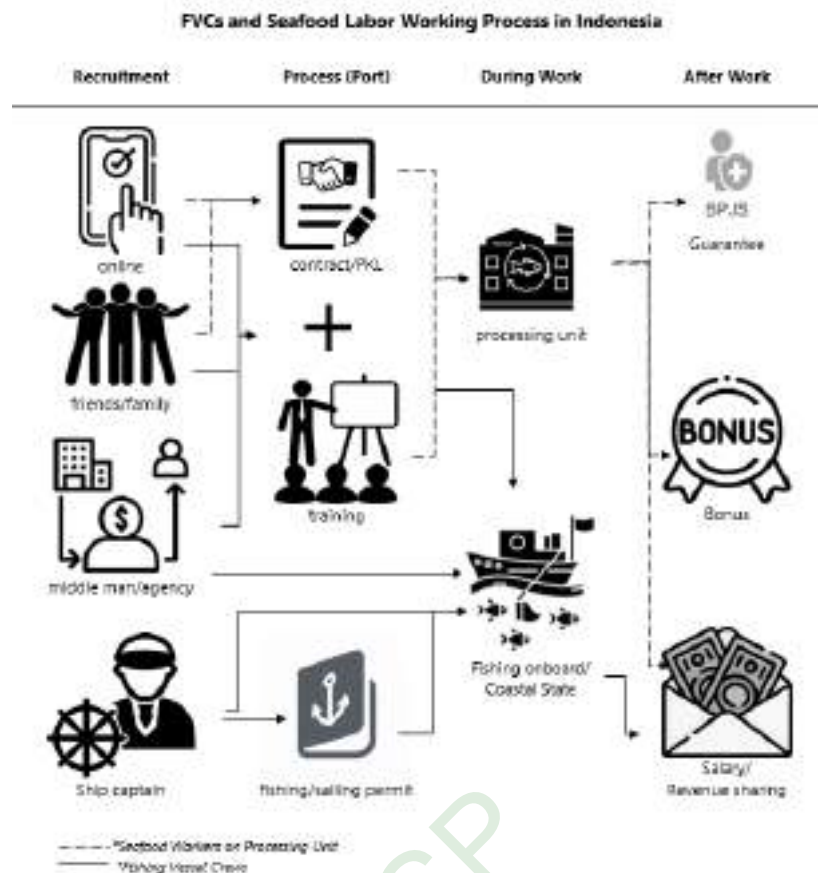 FVCs and Seafood Labor Working Process in Indonesia
Recruitment
Process (Port)
During Work
After Work
online
contract/PKL
BPJS
Guarantee
processing unit
friends/family
training
BONUS
Bonus
$
middle man/agency
Fishing onboard/
Coastal State
Ship captain
fishing/sailing permit
Salary/
Revenue sharing
*Seafood Workers on Processing Unit
*Fishing Vessel Crews